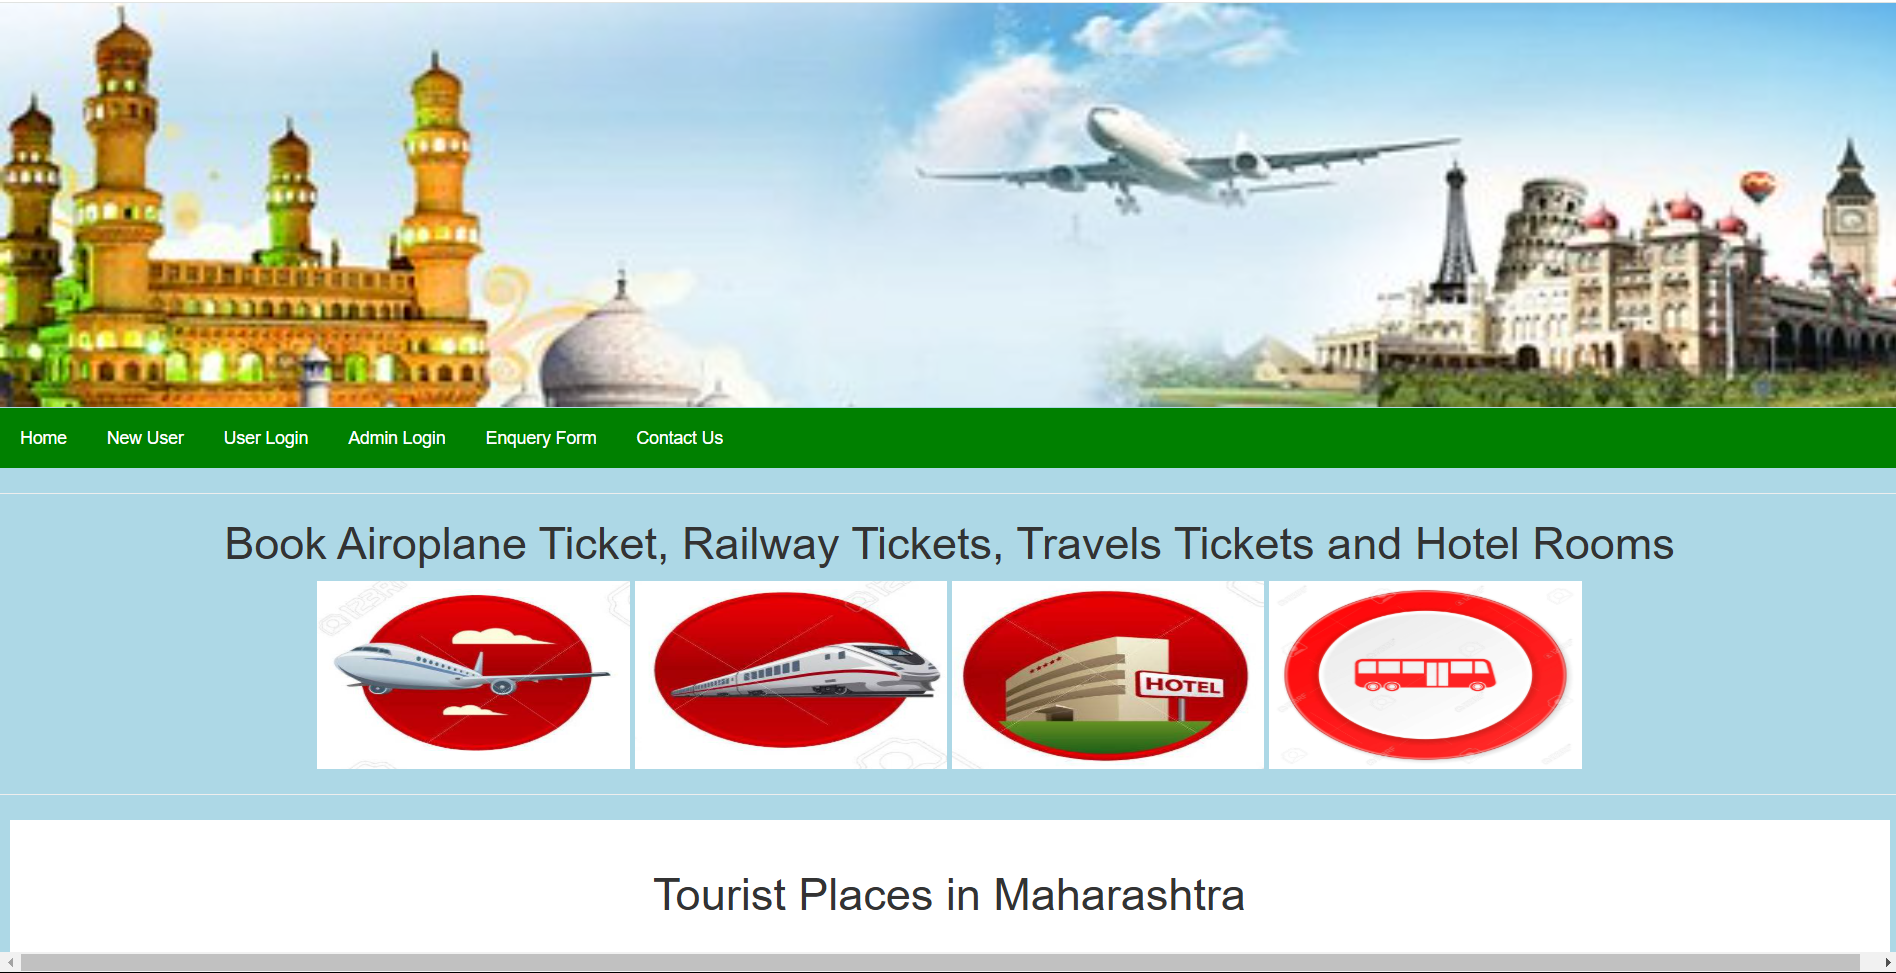 Home New User User Login Admin Login Enquery Form Contact Us
Book Airoplane Ticket, Railway Tickets, Travels Tickets and Hotel Rooms
HOTEL
Tourist Places in Maharashtra